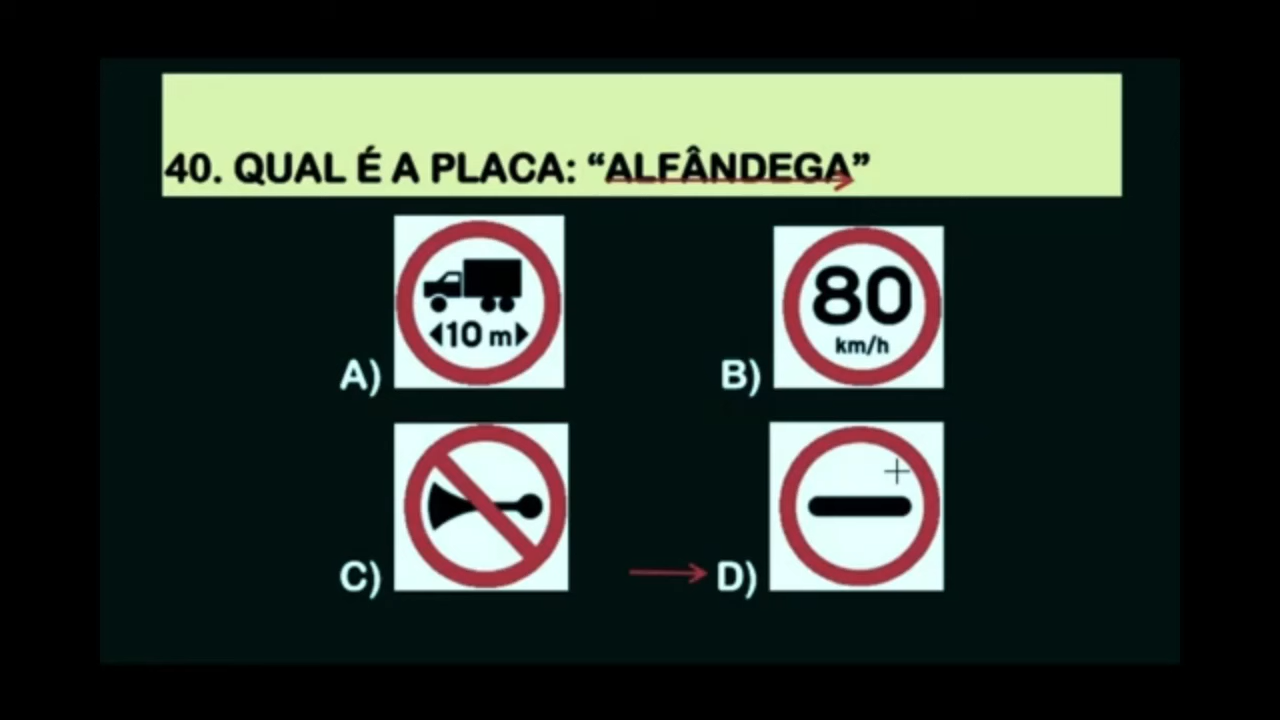 40. QUAL É A PLACA: “ALFÂNDEGA”
10 m
A)
80
km/h
B)
C)
D)